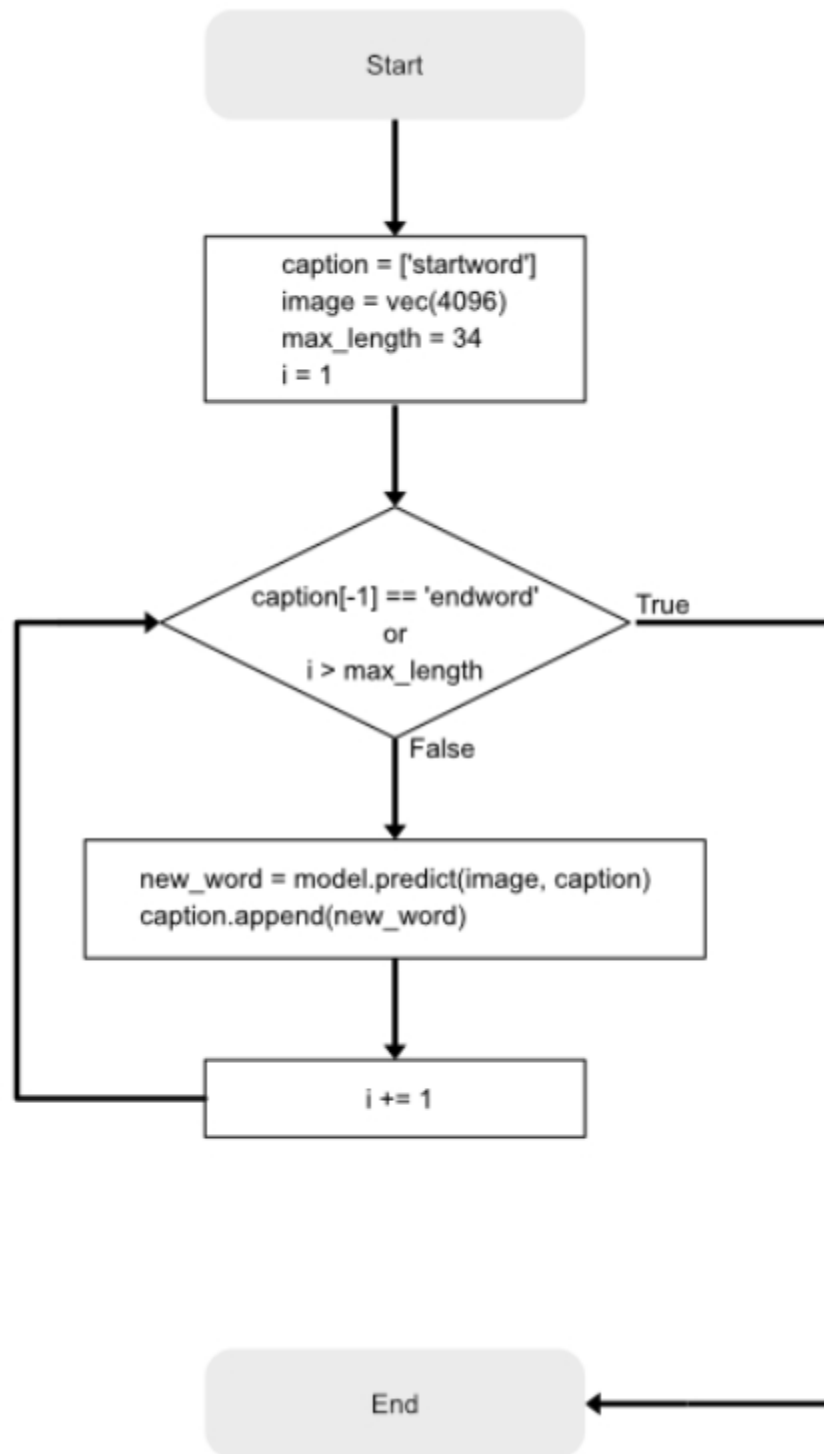 Start
caption = ['startword']
image = vec(4096)
max_length = 34
i = 1
caption[-1] == 'endword'
or
i > max_length
True
False
new_word = model.predict(image, caption)
caption.append(new_word)
i += 1
End